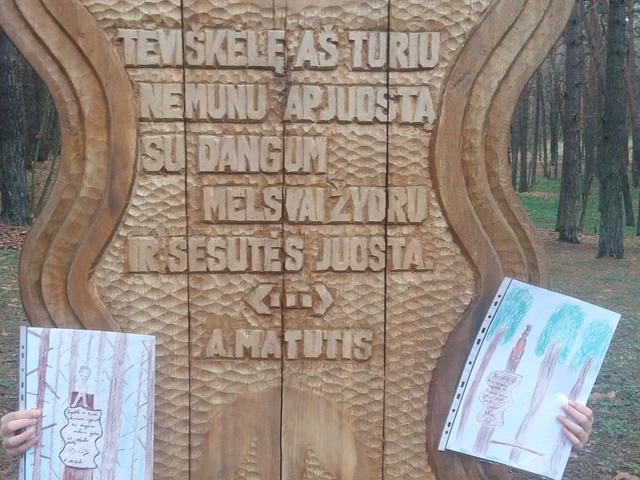 TĖVIŠKĖLĘ AŠ TURIU
NEMUNU APJUOSTĄ
SU DANGUM
MELSVAI ŽYDRU
IR SESUTĖS JUOSTA.
<...>
A. MATUTIS